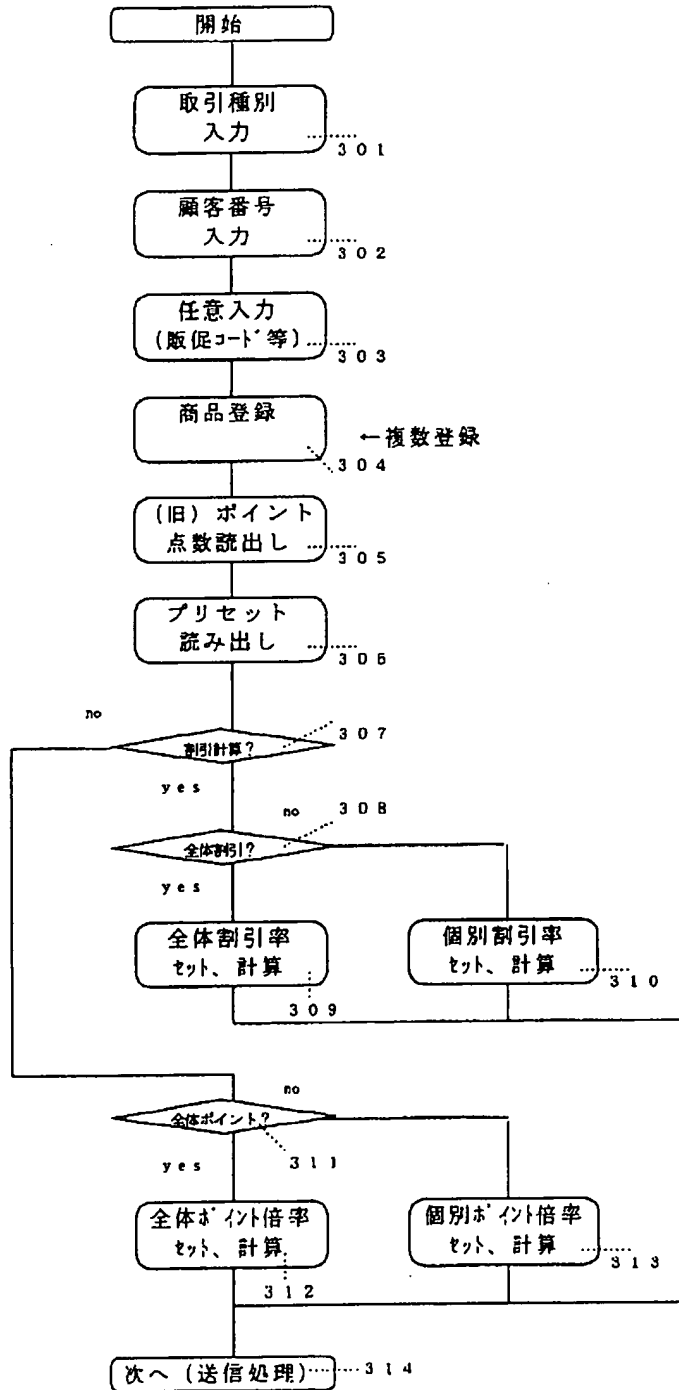 開始
取引種別
入力
301
顧客番号
入力
302
任意入力
(販促コード等)
303
商品登録
←複数登録
304
(旧) ポイント
点数読出し
305
プリセット
読み出し
306
no
307
割引計算?
yes
no
308
全体割引?
yes
全体割引率
セット、計算
309
個別割引率
セット、計算
310
no
全体ポイント?
yes
311
全体ポイント倍率
セット、計算
312
個別ポイント倍率
セット、計算
313
次へ (送信処理)
314